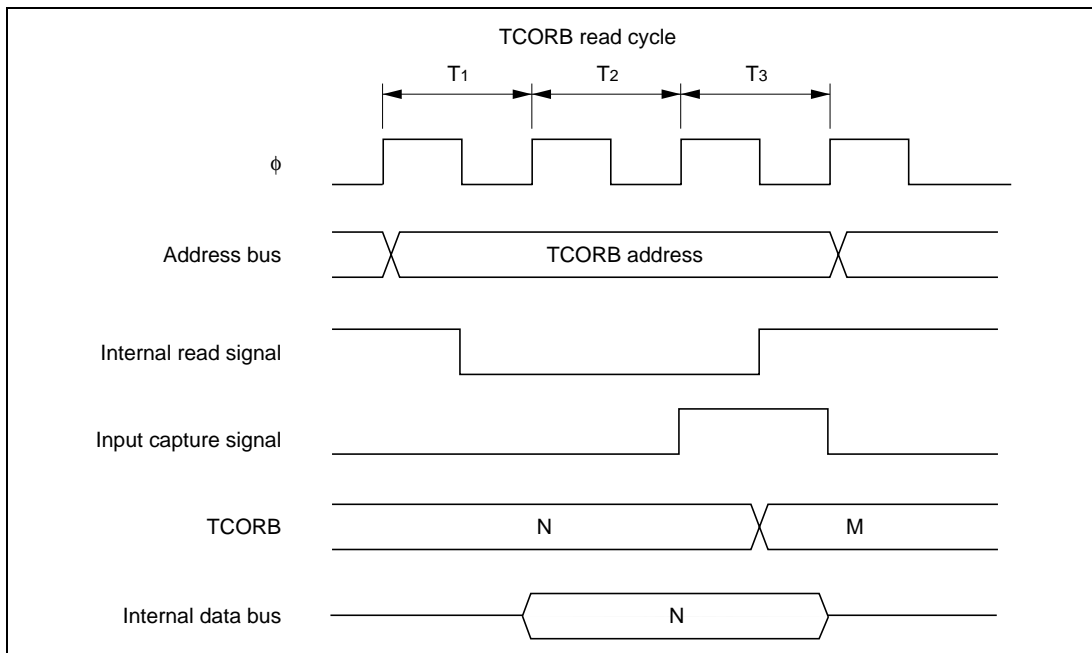 TCORB read cycle
T1 T2 T3
φ
Address bus TCORB address
Internal read signal
Input capture signal
TCORB N M
Internal data bus N